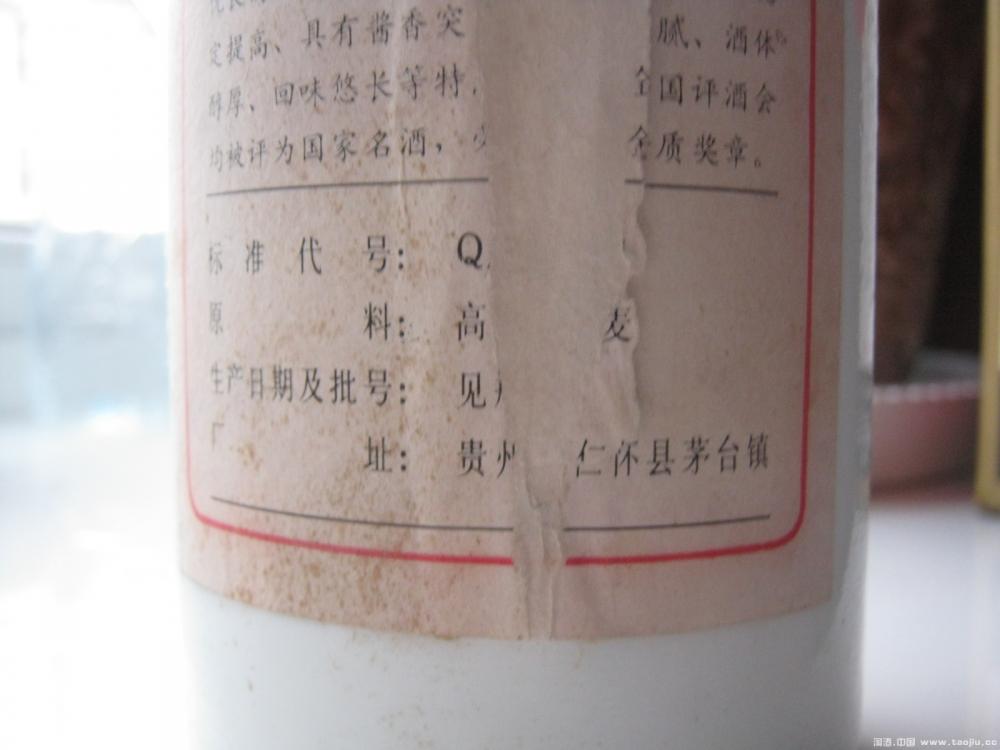 定提高、具有酱香突 腻、酒体
醇厚、回味悠长等特 国评酒会
均被评为国家名酒， 质奖章。
标准代号： Q
原料： 高 麦
生产日期及批号： 见
厂址： 贵州 仁怀县茅台镇
淘酒.中国 www.taojiu.cc